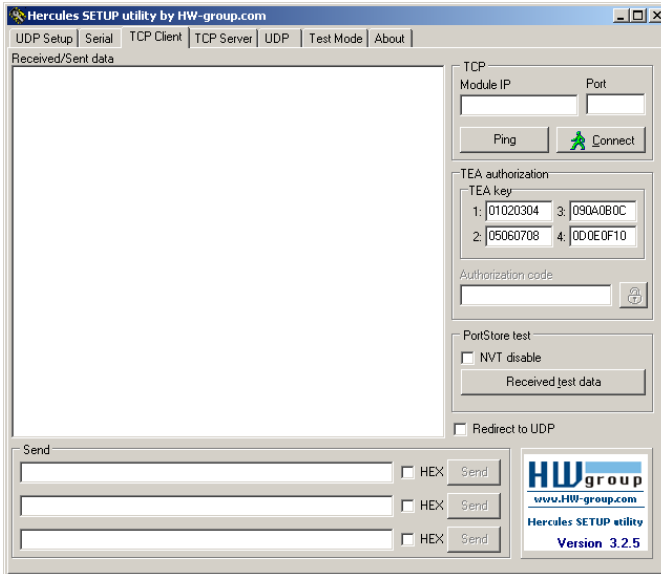 Hercules SETUP utility by HW-group.com
UDP Setup Serial TCP Client TCP Server UDP Test Mode About
Received/Sent data
TCP
Module IP Port
Ping Connect
TEA authorization
TEA key
1: 01020304 3: 090A0B0C
2: 05060708 4: 0D0E0F10
Authorization code
PortStore test
NVT disable
Received test data
Redirect to UDP
Send
HEX Send
HEX Send
HEX Send
HW group
www.HW-group.com
Hercules SETUP utility
Version 3.2.5